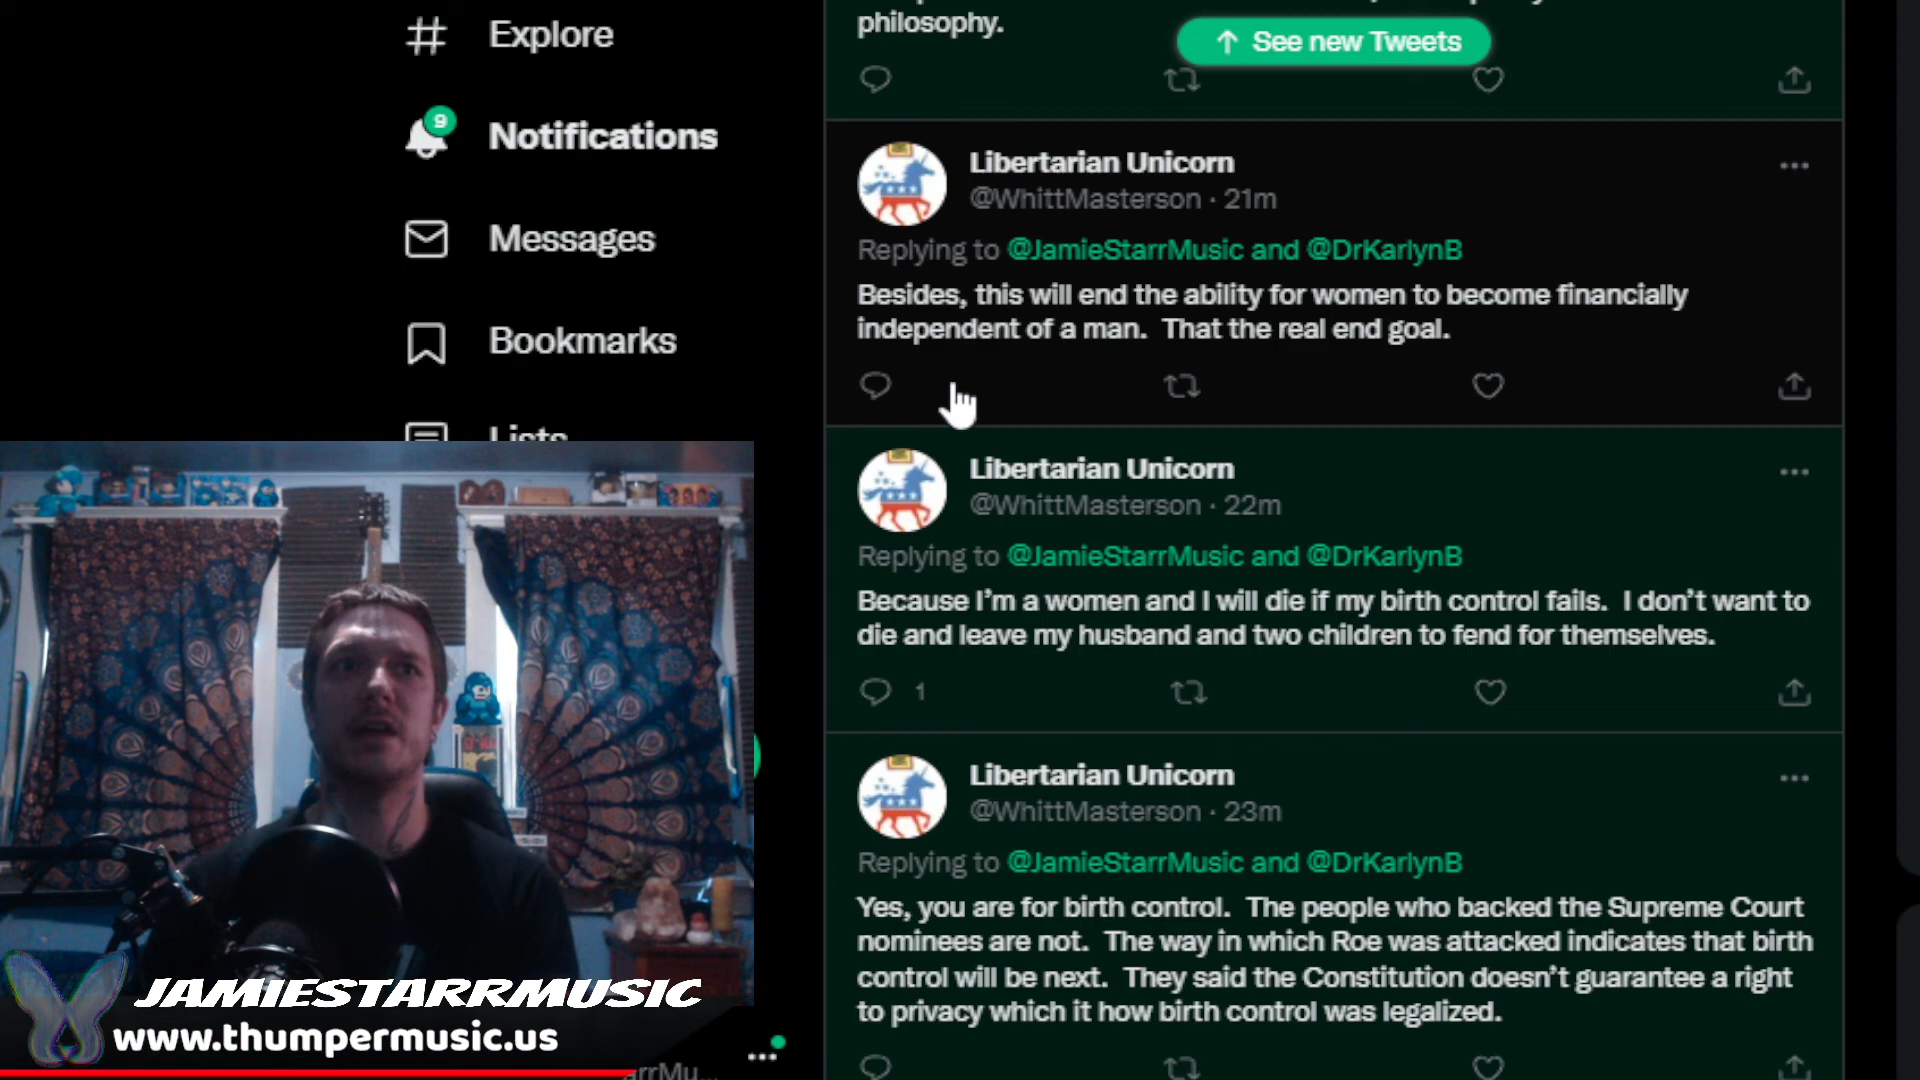 philosophy.
See new Tweets
Explore
9
Notifications
Messages
Bookmarks
Lists
Libertarian Unicorn
@WhittMasterson · 21m
Replying to @JamieStarrMusic and @DrKarlynB
Besides, this will end the ability for women to become financially
independent of a man.  That the real end goal.
Libertarian Unicorn
@WhittMasterson · 22m
Replying to @JamieStarrMusic and @DrKarlynB
Because I'm a women and I will die if my birth control fails.  I don't want to
die and leave my husband and two children to fend for themselves.
1
Libertarian Unicorn
@WhittMasterson · 23m
Replying to @JamieStarrMusic and @DrKarlynB
Yes, you are for birth control.  The people who backed the Supreme Court
nominees are not.  The way in which Roe was attacked indicates that birth
control will be next.  They said the Constitution doesn't guarantee a right
to privacy which it how birth control was legalized.
JAMIESTARRMUSIC
www.thumpermusic.us
arrMu...